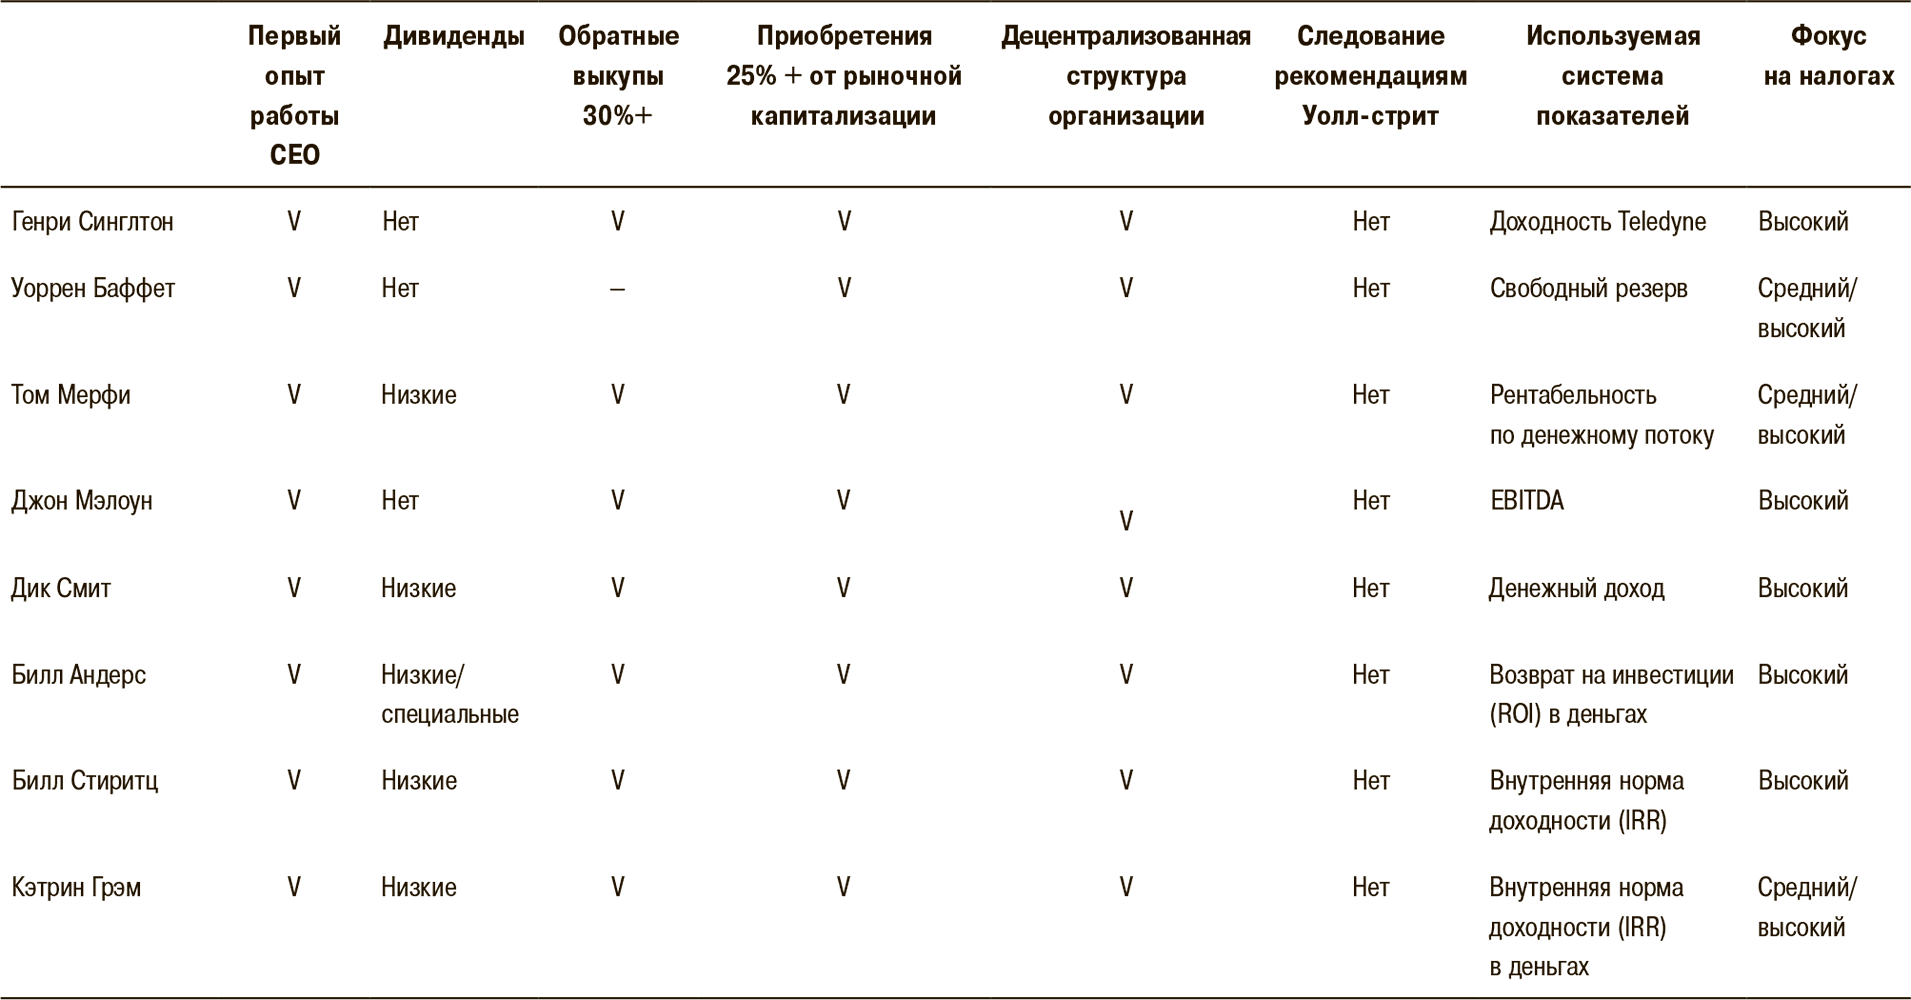 Первый Дивиденды Обратные Приобретения Децентрализованная Следование Используемая Фокус
опыт выкупы 25% + от рыночной структура рекомендациям система на налогах
работы 30%+ капитализации организации Уолл-стрит показателей
CEO
Генри Синглтон V Нет V V V Нет Доходность Teledyne Высокий
Уоррен Баффет V Нет – V V Нет Свободный резерв Средний/
высокий
Том Мерфи V Низкие V V V Нет Рентабельность Средний/
по денежному потоку высокий
Джон Мэлоун V Нет V V V Нет EBITDA Высокий
Дик Смит V Низкие V V V Нет Денежный доход Высокий
Билл Андерс V Низкие/ V V V Нет Возврат на инвестиции Высокий
специальные (ROI) в деньгах
Билл Стиритц V Низкие V V V Нет Внутренняя норма Высокий
доходности (IRR)
Кэтрин Грэм V Низкие V V V Нет Внутренняя норма Средний/
доходности (IRR) высокий
в деньгах